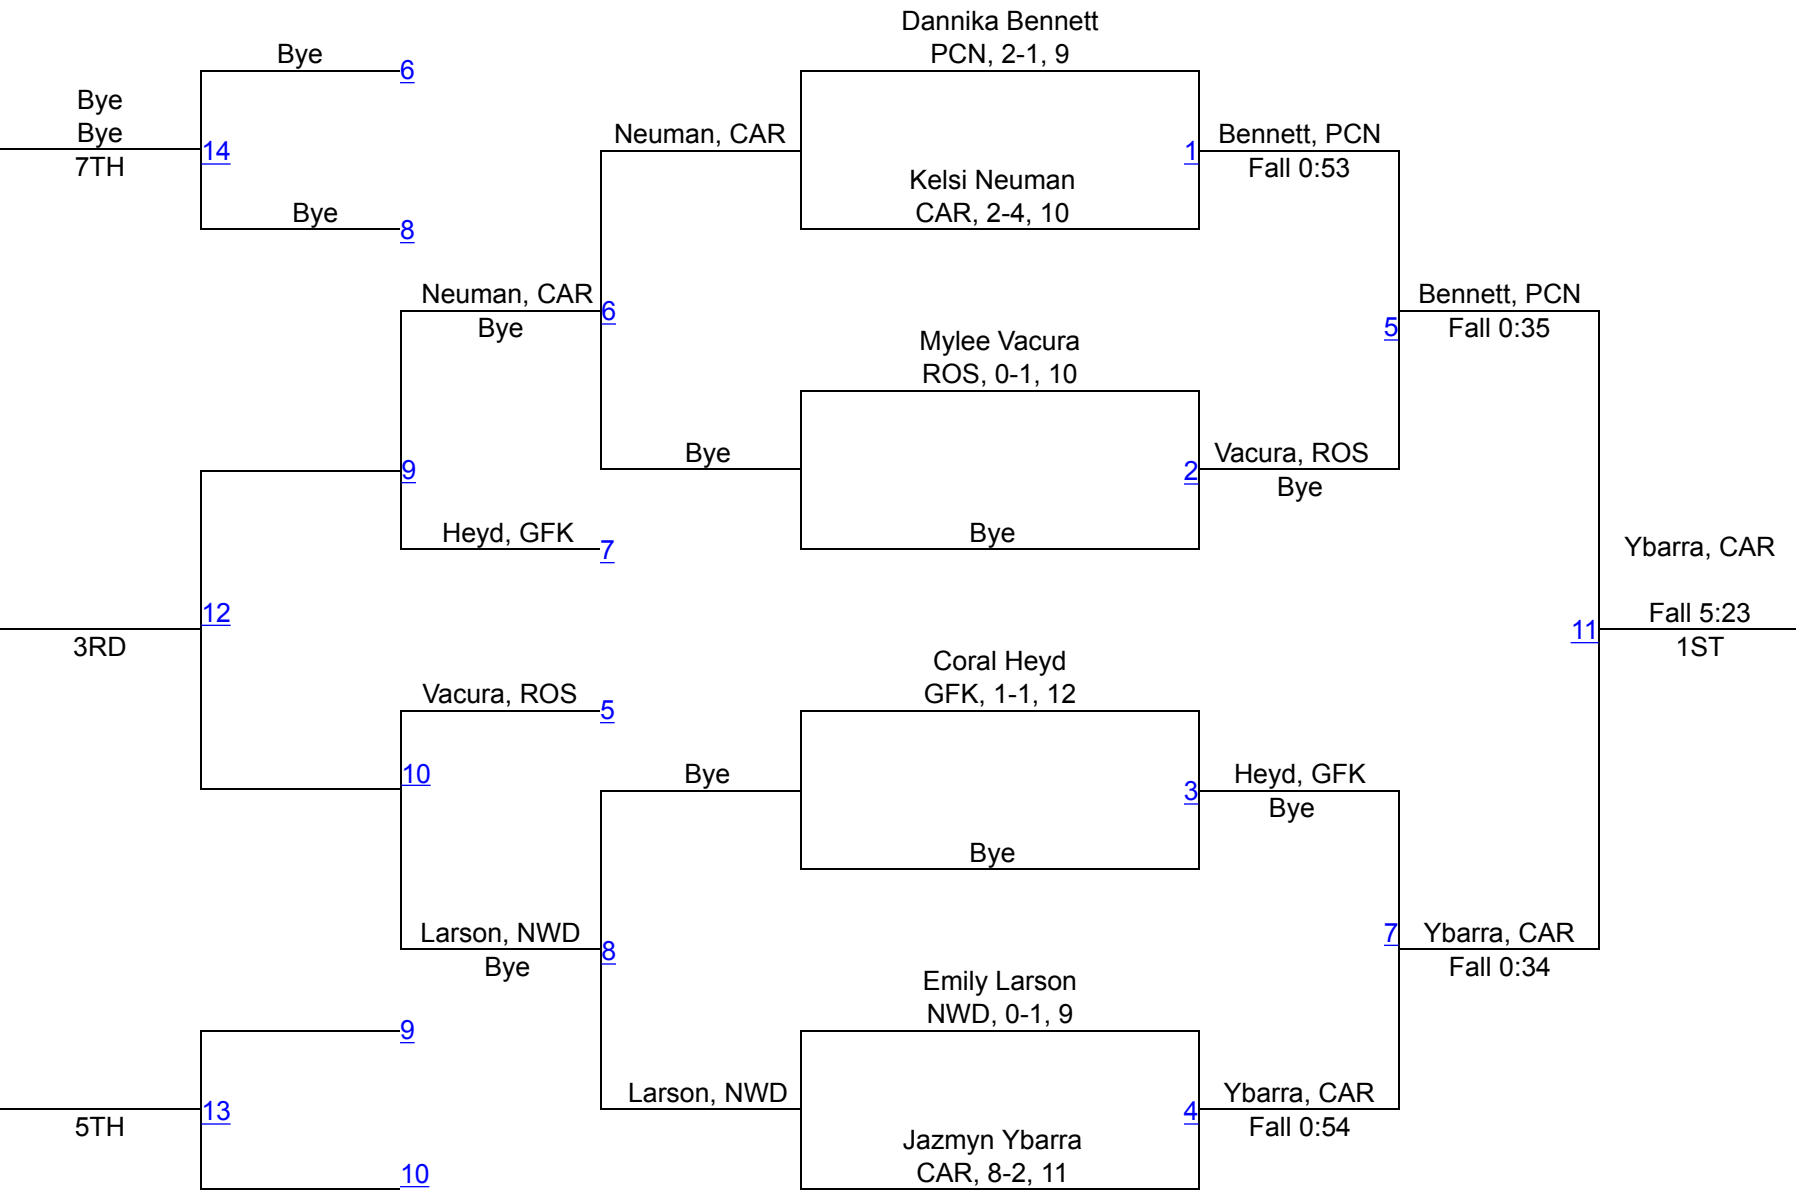 Dannika Bennett
PCN, 2-1, 9
Bye
6
Bye
Bye
7TH
14
Neuman, CAR
1
Bennett, PCN
Fall 0:53
Kelsi Neuman
CAR, 2-4, 10
Bye
8
Neuman, CAR
Bye
6
5
Bennett, PCN
Fall 0:35
Mylee Vacura
ROS, 0-1, 10
Bye
9
2
Vacura, ROS
Bye
Heyd, GFK
7
Bye
Ybarra, CAR
Fall 5:23
1ST
11
12
3RD
Coral Heyd
GFK, 1-1, 12
Vacura, ROS
5
10
Bye
3
Heyd, GFK
Bye
Bye
Larson, NWD
Bye
8
7
Ybarra, CAR
Fall 0:34
Emily Larson
NWD, 0-1, 9
9
Larson, NWD
4
Ybarra, CAR
Fall 0:54
13
5TH
Jazmyn Ybarra
CAR, 8-2, 11
10